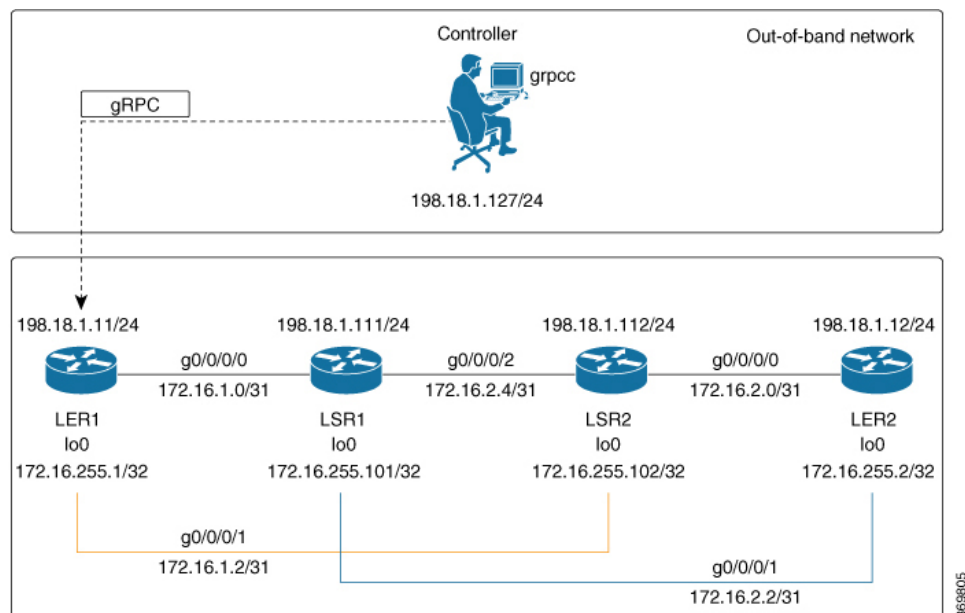 Controller
Out-of-band network
grpcc
gRPC
198.18.1.127/24
198.18.1.11/24
198.18.1.111/24
198.18.1.112/24
198.18.1.12/24
g0/0/0/0
g0/0/0/2
g0/0/0/0
172.16.1.0/31
172.16.2.4/31
172.16.2.0/31
LER1
LSR1
LSR2
LER2
lo0
lo0
lo0
lo0
172.16.255.1/32
172.16.255.101/32
172.16.255.102/32
172.16.255.2/32
g0/0/0/1
172.16.1.2/31
g0/0/0/1
172.16.2.2/31